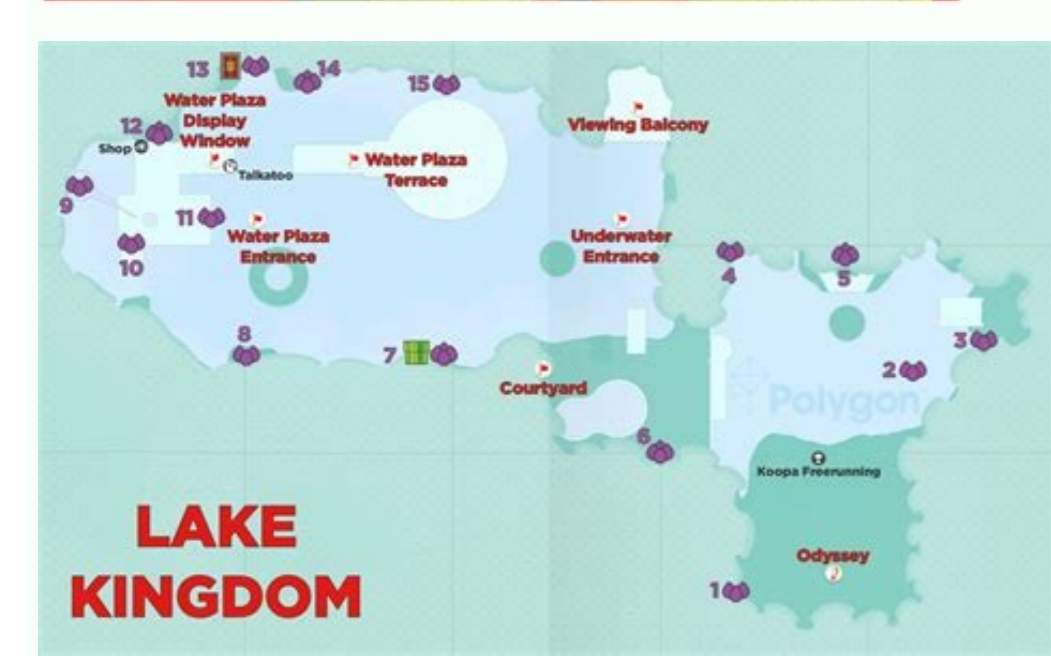 13
14
15
Water Plaza
Display
Window
12
Shop
Talkatoo
Water Plaza
Terrace
Viewing Balcony
9
11
10
Water Plaza
Entrance
Underwater
Entrance
4
5
8
7
3
2
Courtyard
Polygon
6
Koopa Freerunning
LAKE
KINGDOM
Odyssey
1